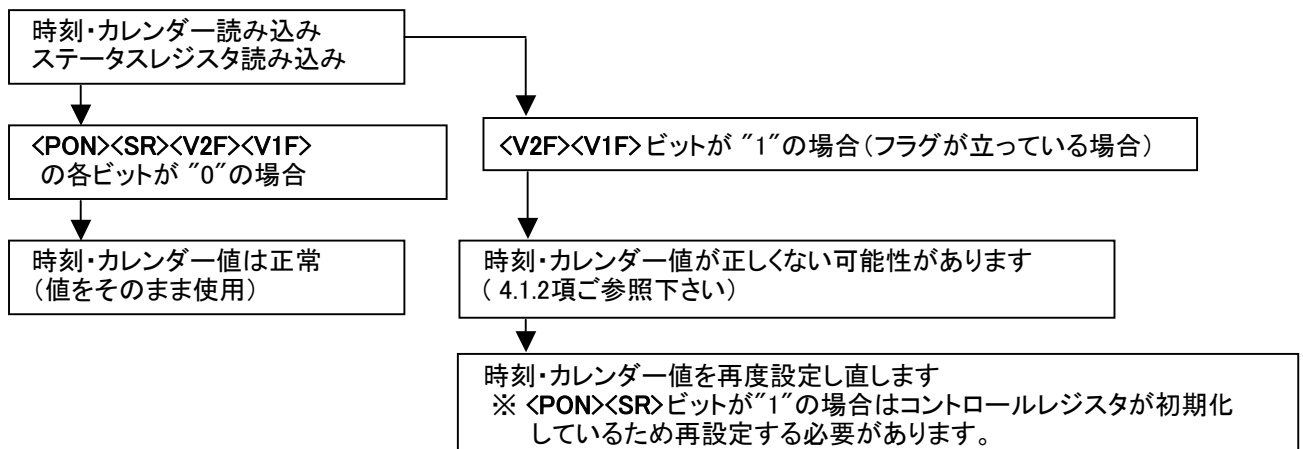 時刻・カレンダー読み込み
ステータスレジスタ読み込み
<PON><SR><V2F><V1F>
の各ビットが "0"の場合
時刻・カレンダー値は正常
（値をそのまま使用）
<V2F><V1F>ビットが "1"の場合（フラグが立っている場合）
時刻・カレンダー値が正しくない可能性があります
（ 4.1.2項ご参照下さい）
時刻・カレンダー値を再度設定し直します
※ <PON><SR>ビットが"1"の場合はコントロールレジスタが初期化
しているため再設定する必要があります。